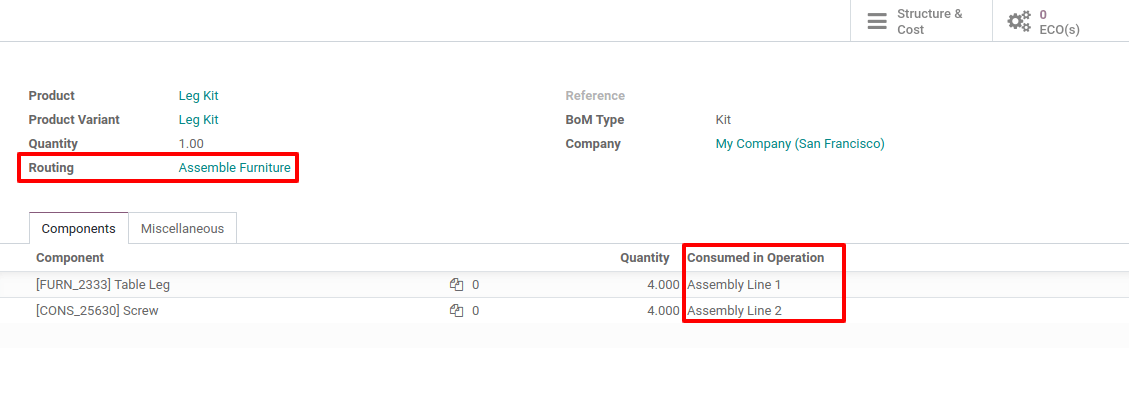 Structure & Cost
0 ECO(s)
Product Leg Kit Reference
Product Variant Leg Kit BoM Type Kit
Quantity 1.00 Company My Company (San Francisco)
Routing Assemble Furniture
Components Miscellaneous
Component Quantity Consumed in Operation
[FURN_2333] Table Leg 0 4.000 Assembly Line 1
[CONS_25630] Screw 0 4.000 Assembly Line 2